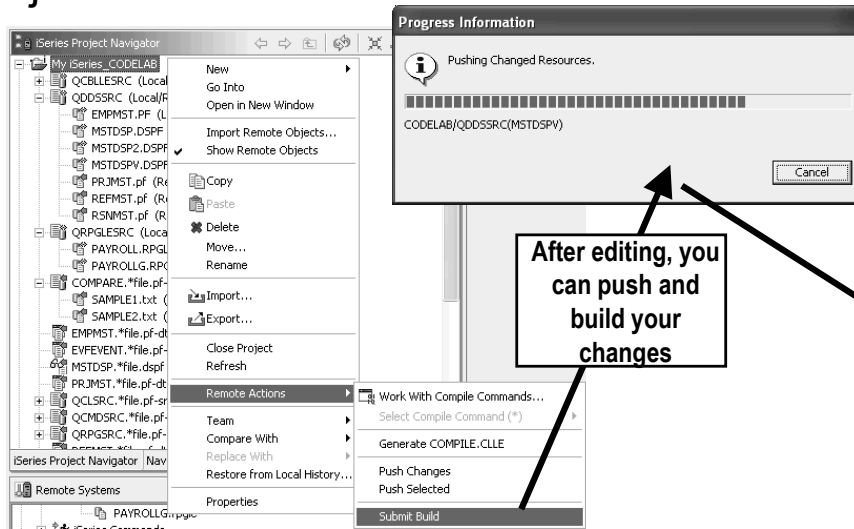 iSeries Project Navigator
My iSeries_CODELAB
QCBLLESRC (Local
QDDSSRC (Local/R
EMPMST.PF (L
MSTDSP.DSPF
MSTDSP2.DSPF
MSTDSPV.DSPF
PRJMST.pf (Re
REFMST.pf (Re
RSNMST.pf (R
QRPGLESRC (Loca
PAYROLL.RPGL
PAYROLLG.RPG
COMPARE.*file.pf-
SAMPLE1.txt (
SAMPLE2.txt (
EMPMST.*file.pf-dt
EVFEVENT.*file.pf-
MSTDSP.*file.dspf
PRJMST.*file.pf-dt
QCLSRC.*file.pf-sr
QCMDSRC.*file.pf-
QRPGSRC.*file.pf-
iSeries Project Navigator Nav
Remote Systems
PAYROLLG.rpgle
iSeries Commands
New
Go Into
Open in New Window
Import Remote Objects...
Show Remote Objects
Copy
Paste
Delete
Move...
Rename
Import...
Export...
Close Project
Refresh
Remote Actions
Team
Compare With
Replace With
Restore from Local History...
Properties
Work With Compile Commands...
Select Compile Command (*)
Generate COMPILE.CLLE
Push Changes
Push Selected
Submit Build
Progress Information
Pushing Changed Resources.
CODELAB/QDDSSRC(MSTDSPV)
Cancel
After editing, you
can push and
build your
changes